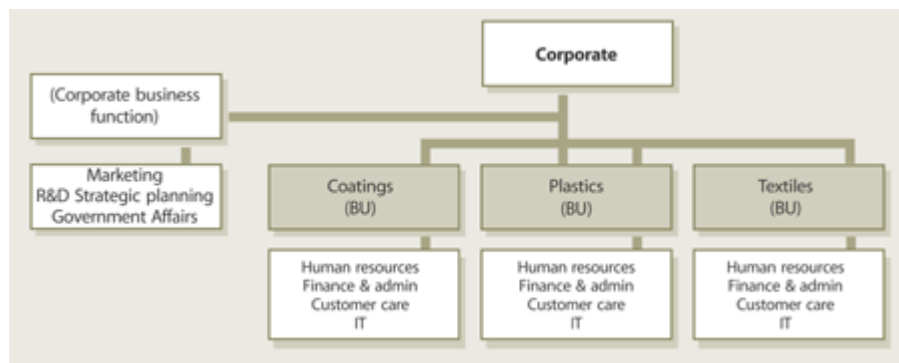 Corporate
(Corporate business
function)
Marketing
R&D Strategic planning
Government Affairs
Coatings
(BU)
Plastics
(BU)
Textiles
(BU)
Human resources
Finance & admin
Customer care
IT
Human resources
Finance & admin
Customer care
IT
Human resources
Finance & admin
Customer care
IT